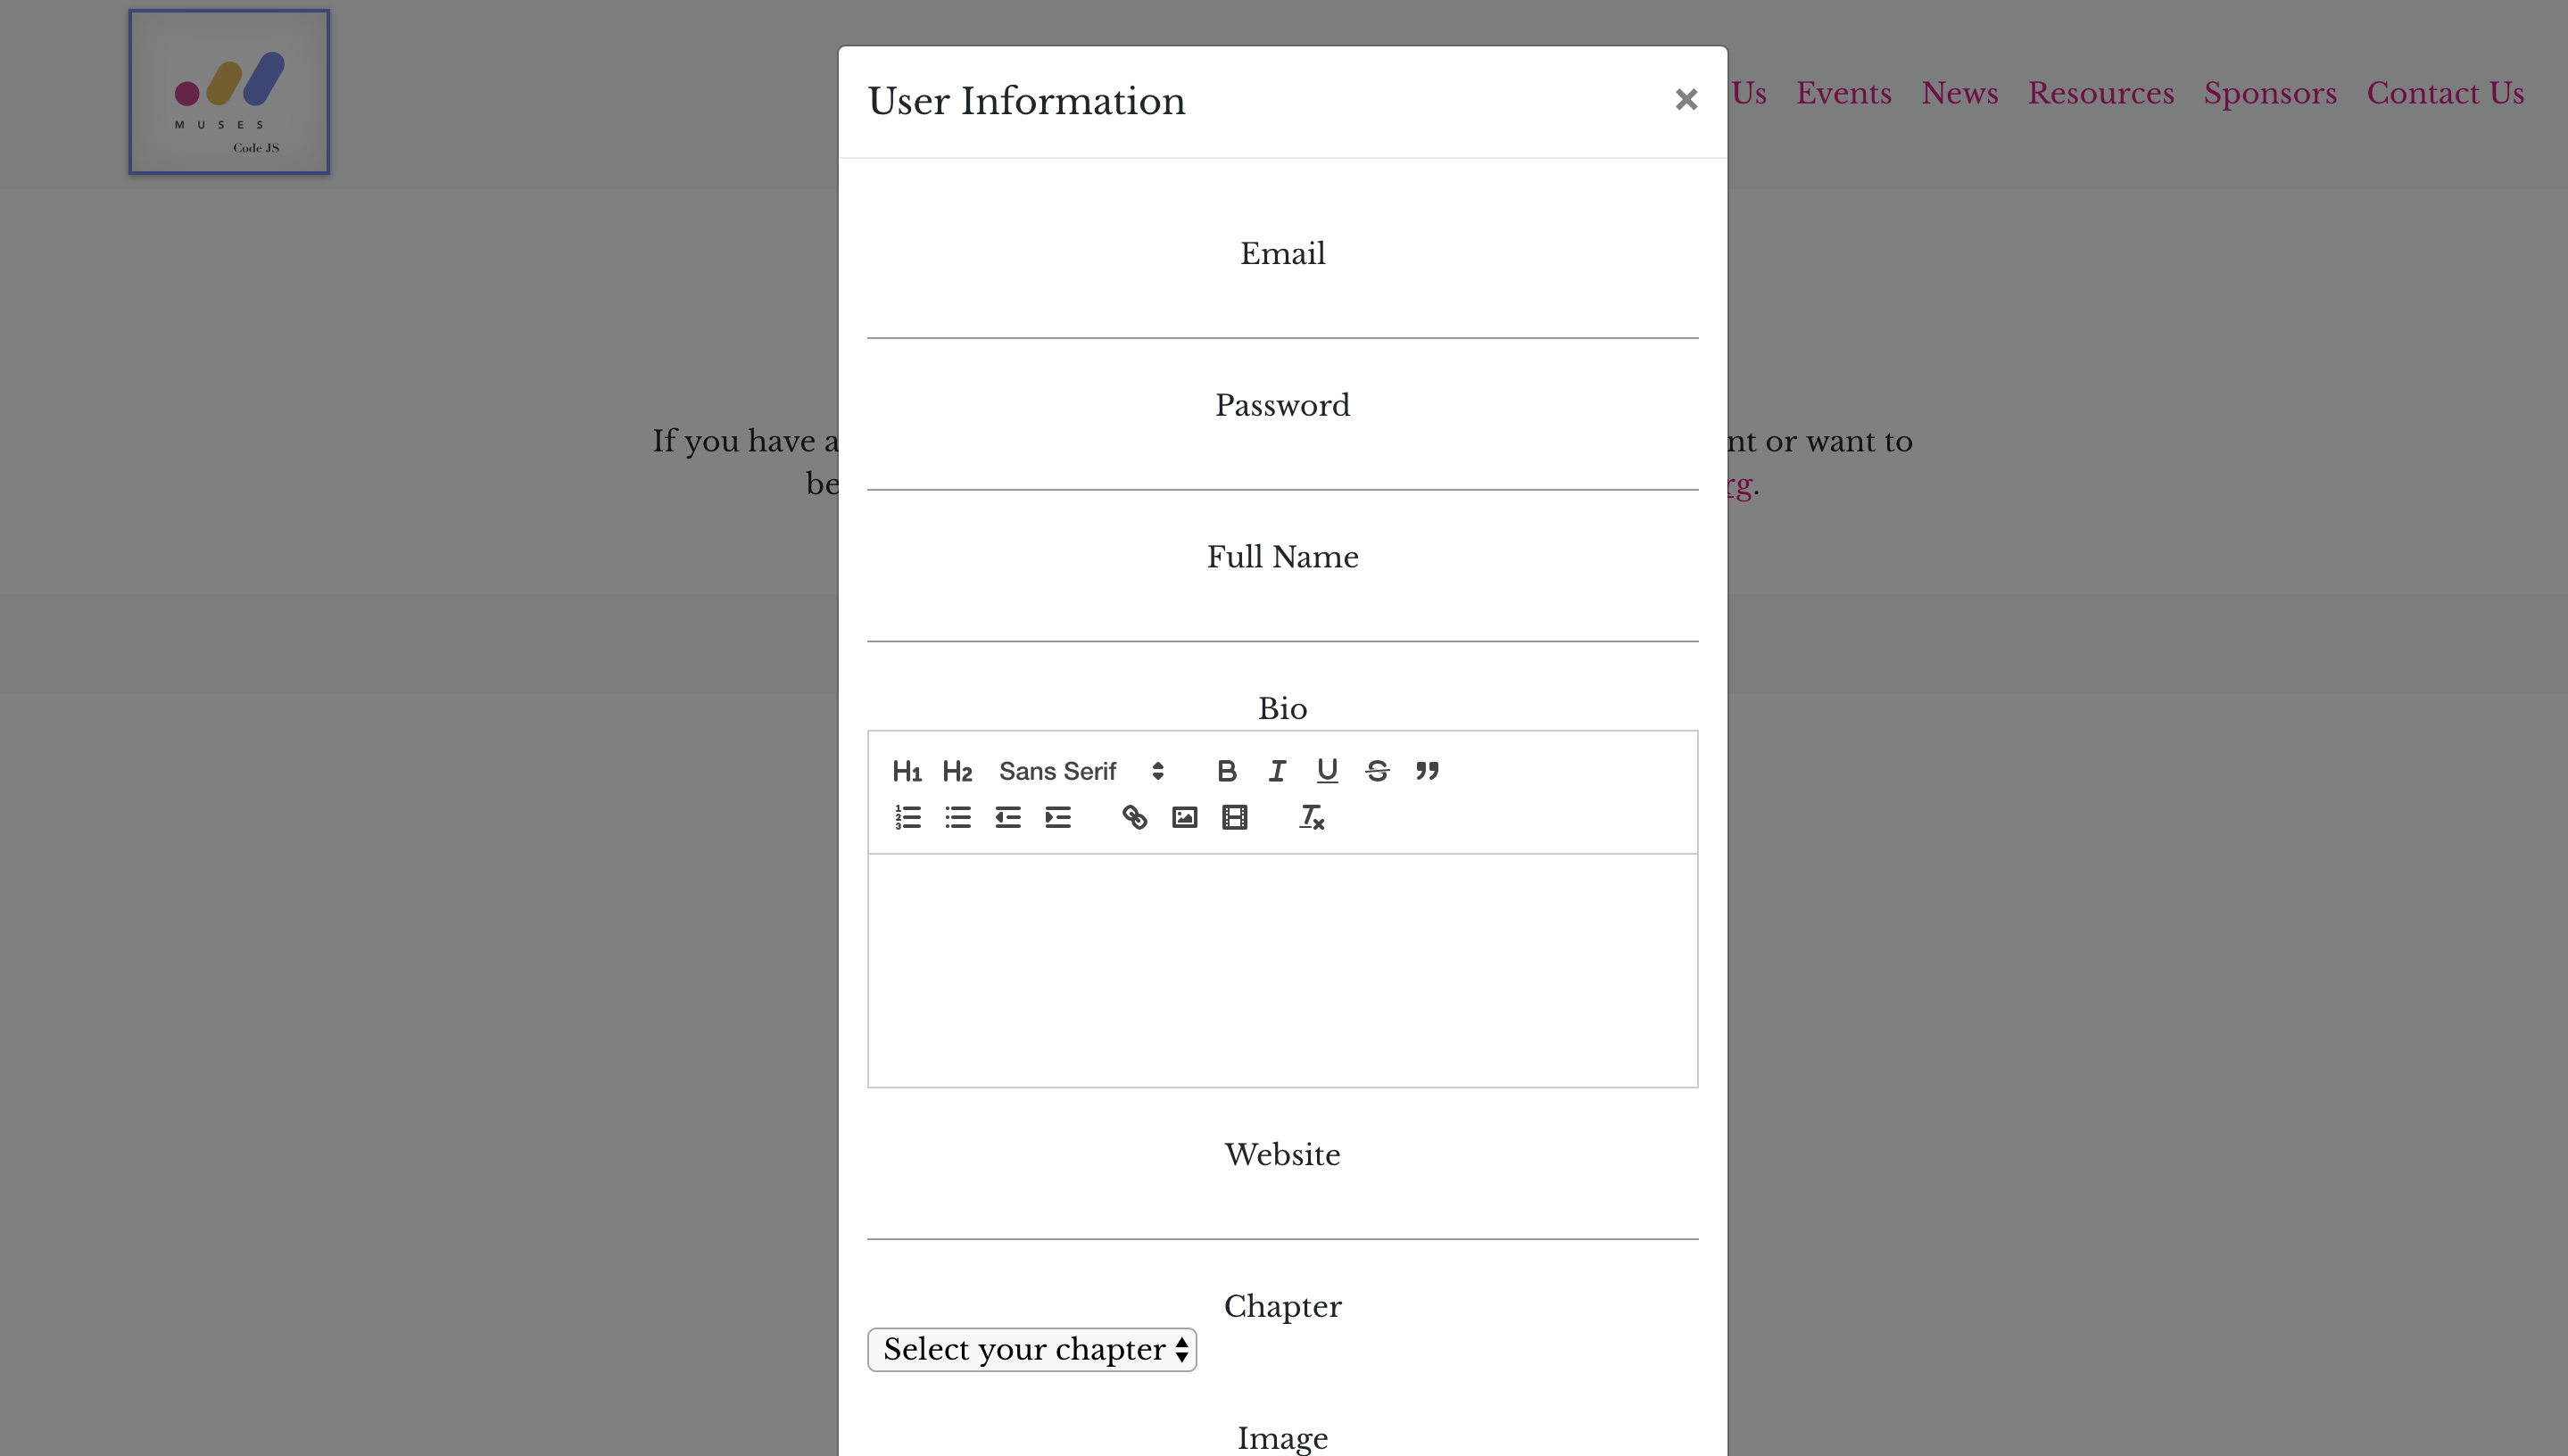 MUSES
Code JS
Us Events News Resources Sponsors Contact Us
If you have a
nt or want to
be
rg.
User Information
×
Email
Password
Full Name
Bio
H1 H2 Sans Serif B I U S ”
Website
Chapter
Select your chapter
Image